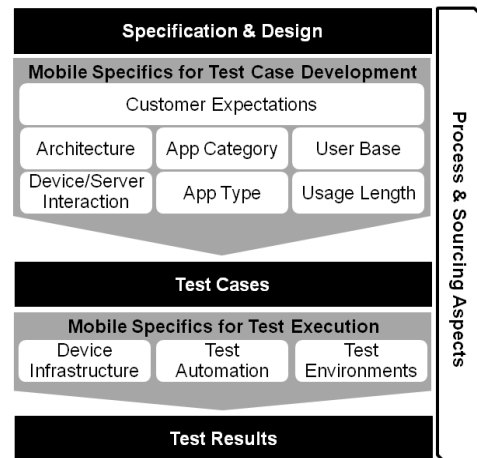 Specification & Design
Mobile Specifics for Test Case Development
Customer Expectations
Architecture
App Category
User Base
Device/Server
Interaction
App Type
Usage Length
Test Cases
Mobile Specifics for Test Execution
Device
Infrastructure
Test
Automation
Test
Environments
Test Results
Process & Sourcing Aspects